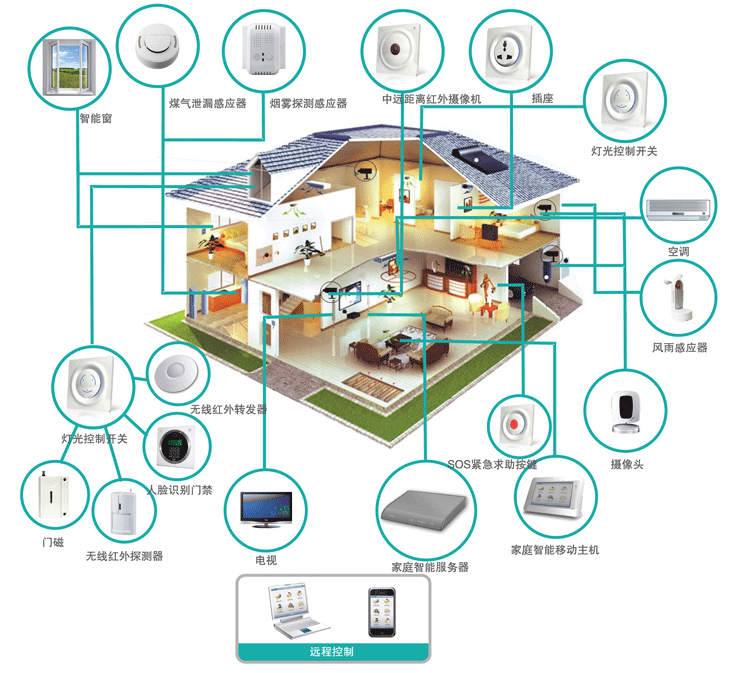 智能窗
煤气泄漏感应器
烟雾探测感应器
中远距离红外摄像机
插座
灯光控制开关
空调
风雨感应器
无线红外转发器
灯光控制开关
人脸识别门禁
SOS紧急求助按键
摄像头
门磁
无线红外探测器
电视
家庭智能服务器
家庭智能移动主机
远程控制